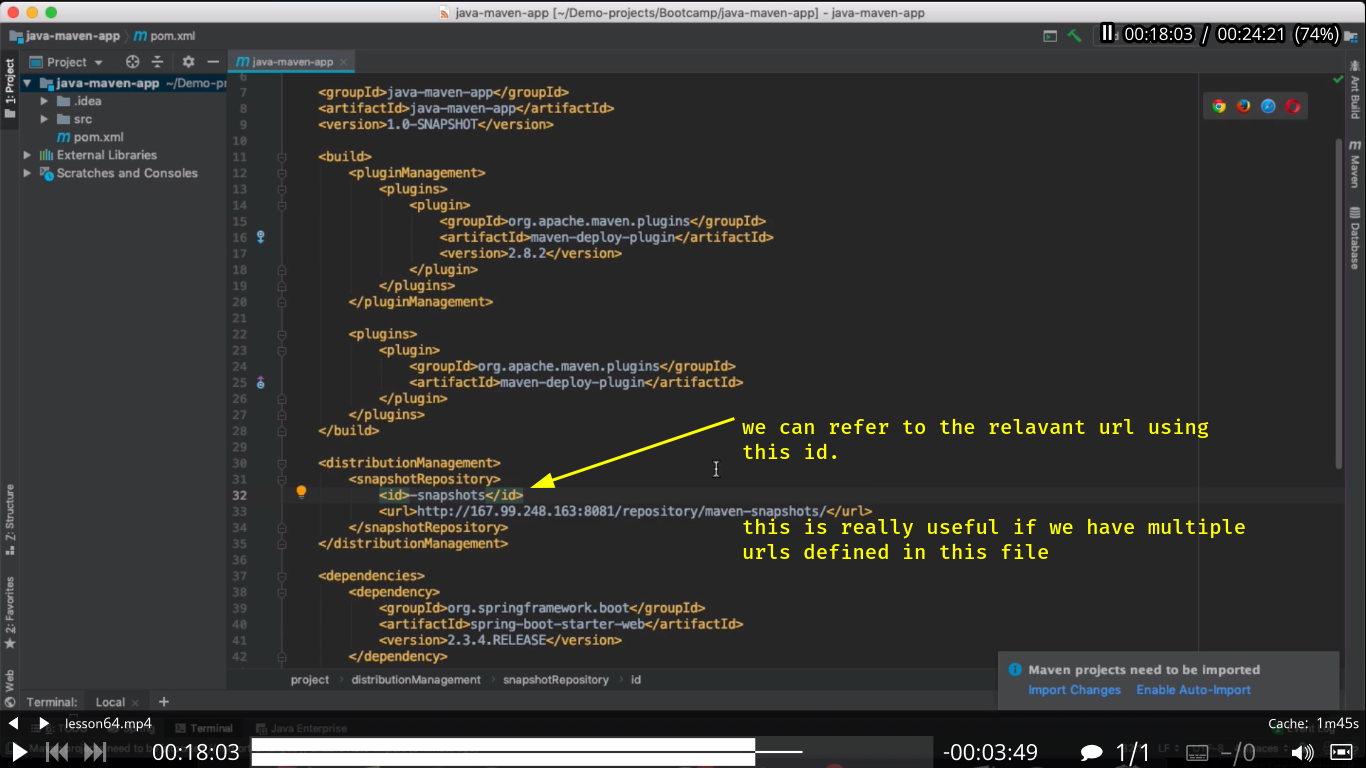 java-maven-app [~/Demo-projects/Bootcamp/java-maven-app] - java-maven-app
java-maven-app
pom.xml
00:18:03 / 00:24:21 (74%)
1: Project
Project
java-maven-app
java-maven-app ~/Demo-pr
.idea
src
pom.xml
External Libraries
Scratches and Consoles
6
7 <groupId>java-maven-app</groupId>
8 <artifactId>java-maven-app</artifactId>
9 <version>1.0-SNAPSHOT</version>
10
11 <build>
12 <pluginManagement>
13 <plugins>
14 <plugin>
15 <groupId>org.apache.maven.plugins</groupId>
16 <artifactId>maven-deploy-plugin</artifactId>
17 <version>2.8.2</version>
18 </plugin>
19 </plugins>
20 </pluginManagement>
21
22 <plugins>
23 <plugin>
24 <groupId>org.apache.maven.plugins</groupId>
25 <artifactId>maven-deploy-plugin</artifactId>
26 </plugin>
27 </plugins>
28 </build>
29
30 <distributionManagement>
31 <snapshotRepository>
32 <id>-snapshots</id>
33 <url>http://167.99.248.163:8081/repository/maven-snapshots/</url>
34 </snapshotRepository>
35 </distributionManagement>
36
37 <dependencies>
38 <dependency>
39 <groupId>org.springframework.boot</groupId>
40 <artifactId>spring-boot-starter-web</artifactId>
41 <version>2.3.4.RELEASE</version>
42 </dependency>
we can refer to the relavant url using
this id.
this is really useful if we have multiple
urls defined in this file
Ant Build
Maven
Database
Z: Structure
2: Favorites
Web
Maven projects need to be imported
Import Changes Enable Auto-Import
project › distributionManagement › snapshotRepository › id
Terminal: Local × +
lesson64.mp4
Terminal
Java Enterprise
Cache: 1m45s
00:18:03
-00:03:49
1/1
–/0